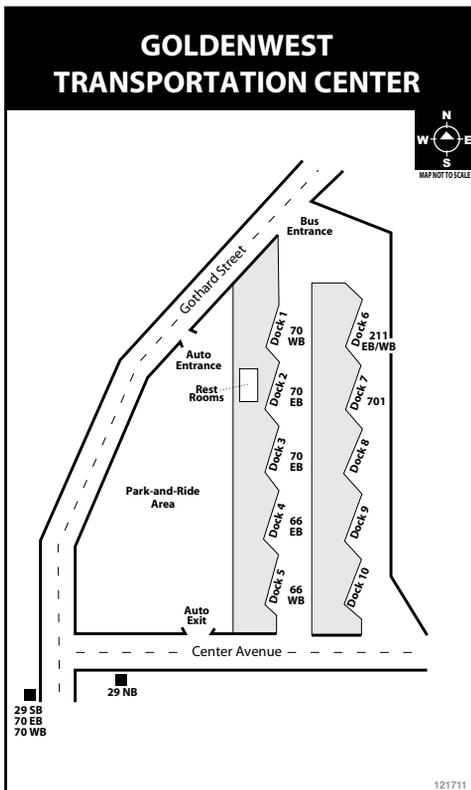 GOLDENWEST
TRANSPORTATION CENTER
N
W E
S
MAP NOT TO SCALE
Bus
Entrance
Gothard Street
Auto
Entrance
Rest
Rooms
Park-and-Ride
Area
Dock 1
70
WB
Dock 2
70
EB
Dock 3
70
EB
Dock 4
66
EB
Dock 5
66
WB
Dock 6
211
EB/WB
Dock 7
701
Dock 8
Dock 9
Dock 10
Auto
Exit
Center Avenue
29 NB
29 SB
70 EB
70 WB
121711